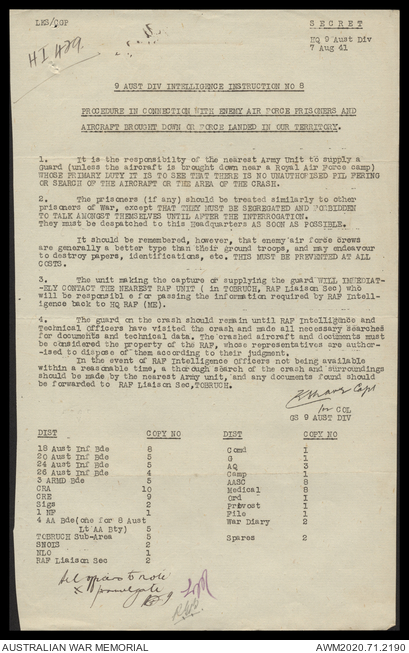 LES/CGP
S E C R E T
HQ 9 Aust Div
7 Aug 41
9 AUST DIV INTELLIGENCE INSTRUCTION NO 8
PROCEDURE IN CONNECTION WITH ENEMY AIR FORCE PRISONERS AND
AIRCRAFT BROUGHT DOWN OR FORCE LANDED IN OUR TERRITORY.
1. It is the responsibilty of the nearest Army Unit to supply a
guard (unless the aircraft is brought down near a Royal Air Force camp)
WHOSE PRIMARY DUTY IT IS TO SEE THAT THERE IS NO UNAUTHORISED PILFERING
OR SEARCH OF THE AIRCRAFT OR THE AREA OF THE CRASH.
2. The prisoners (if any) should be treated similarly to other
prisoners of War, except THAT THEY MUST BE SEGREGATED AND FORBIDDEN
TO TALK AMONGST THEMSELVES UNTIL AFTER THE INTERROGATION.
They must be despatched to this Headquarters AS SOON AS POSSIBLE.
It should be remembered, however, that enemy air force crews
are generally a better type than their ground troops, and may endeavour
to destroy papers, identifications, etc. THIS MUST BE PREVENTED AT ALL
COSTS.
3. The unit making the capture or supplying the guard WILL IMMEDIAT-
-ELY CONTACT THE NEAREST RAF UNIT ( in TOBRUCH, RAF Liaison Sec) who
will be responsible for passing the information required by RAF Intell-
igence back to HQ RAF (ME).
4. The guard on the crash should remain until RAF Intelligence and
Technical officers have visited the crash and made all necessary searches
for documents and technical data. The crashed aircraft and documents must
be considered the property of the RAF, whose representatives are author-
-ised to dispose of them according to their judgment.
In the event of RAF Intelligence officers not being available
within a reasonable time, a thorough search of the crash and surroundings
should be made by the nearest Army unit, and any documents found should
be forwarded to RAF Liaison Sec, TOBRUCH.
Capt
for COL
GS 9 AUST DIV
DIST COPY NO DIST COPY NO
18 Aust Inf Bde 8 Comd 1
20 Aust Inf Bde 5 G 1
24 Aust Inf Bde 5 AQ 3
26 Aust Inf Bde 4 Camp 1
3 ARMD Bde 5 AASC 8
CRA 10 Medical 8
CRE 9 Ord 1
Sigs 2 Provost 1
1 NF 1 File 1
4 AA Bde(one for 8 Aust War Diary 2
Lt AA Bty) 5
TOBRUCH Sub-Area 5 Spares 2
SNOIS 2
NLO 1
RAF Liaison Sec 2
All
to note
AUSTRALIAN WAR MEMORIAL
AWM2020.71.2190